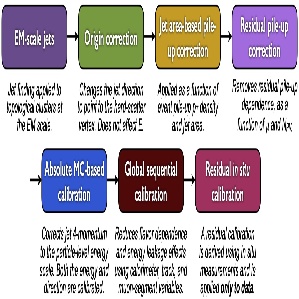 EM-scale jets
Origin correction
Jet area-based pile-
up correction
Residual pile-up
correction
Jet finding applied to
topological clusters at
the EM scale.
Changes the jet direction
to point to the hard-scatter
vertex. Does not affect E.
Applied as a function of
event pile-up pT density
and jet area.
Removes residual pile-up
dependence, as a
function of μ and NPV.
Absolute MC-based
calibration
Global sequential
calibration
Residual in situ
calibration
Corrects jet 4-momentum
to the particle-level energy
scale. Both the energy and
direction are calibrated.
Reduces flavor dependence
and energy leakage effects
using calorimeter, track, and
muon-segment variables.
A residual calibration
is derived using in situ
measurements and is
applied only to data.